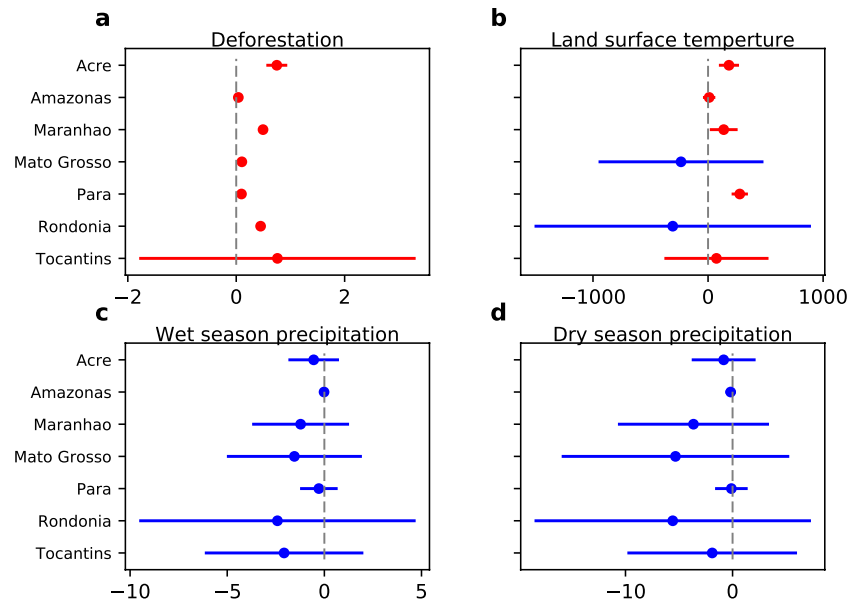 a
Deforestation
Acre
Amazonas
Maranhao
Mato Grosso
Para
Rondonia
Tocantins
−2 0 2
b
Land surface temperture
−1000 0 1000
c
Wet season precipitation
Acre
Amazonas
Maranhao
Mato Grosso
Para
Rondonia
Tocantins
−10 −5 0 5
d
Dry season precipitation
−10 0